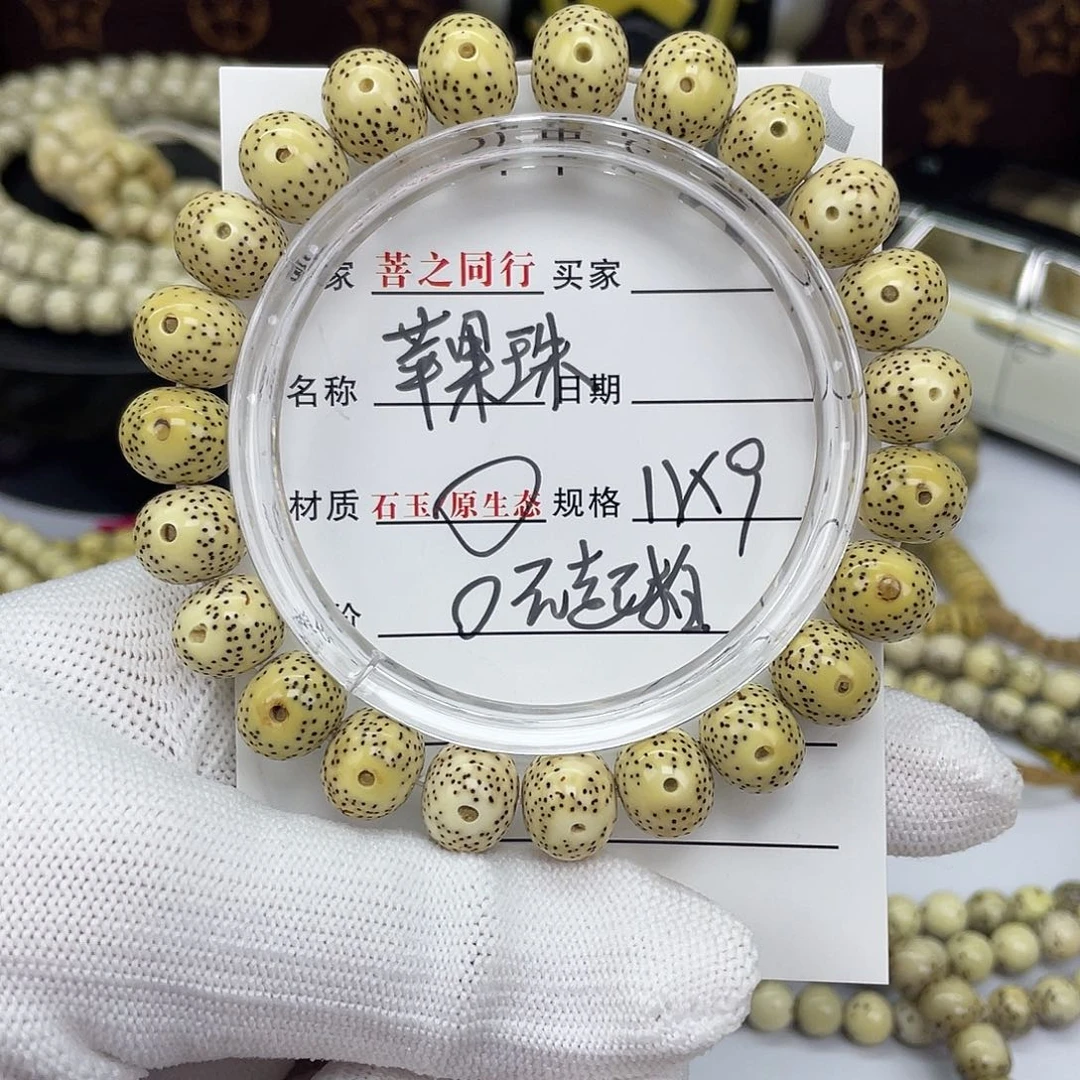 家 菩之同行 买家
名称 苹果珠 日期
材质 石玉 原生态 规格 11X9
价 0元起拍